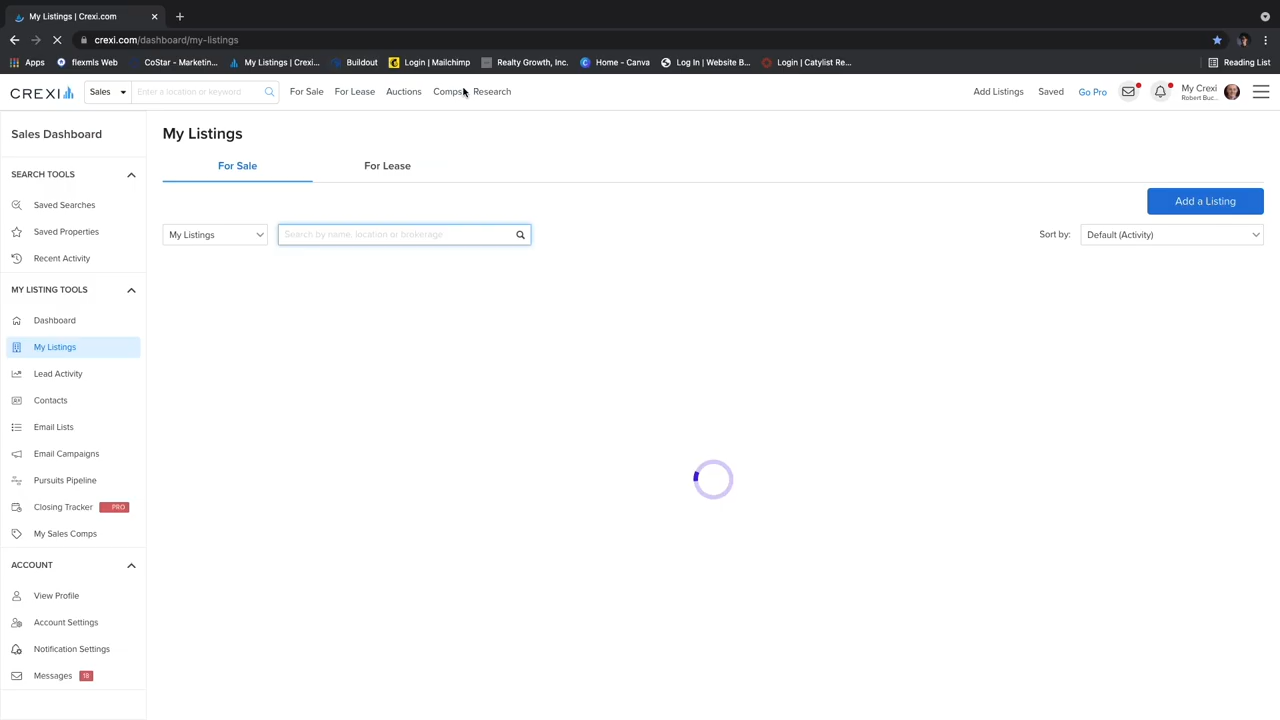 My Listings | Crexi.com
crexi.com/dashboard/my-listings
Apps flexmls Web CoStar - Marketin... My Listings | Crexi... Buildout Login | Mailchimp Realty Growth, Inc. Home - Canva Log In | Website B... Login | Catylist Re... Reading List
CREXI Sales Enter a location or keyword For Sale For Lease Auctions Comps Research Add Listings Saved Go Pro My Crexi
Robert Buc...
Sales Dashboard
My Listings
For Sale For Lease
SEARCH TOOLS
Saved Searches
Add a Listing
Saved Properties
My Listings Search by name, location or brokerage Sort by: Default (Activity)
Recent Activity
MY LISTING TOOLS
Dashboard
My Listings
Lead Activity
Contacts
Email Lists
Email Campaigns
Pursuits Pipeline
Closing Tracker PRO
My Sales Comps
ACCOUNT
View Profile
Account Settings
Notification Settings
Messages 18